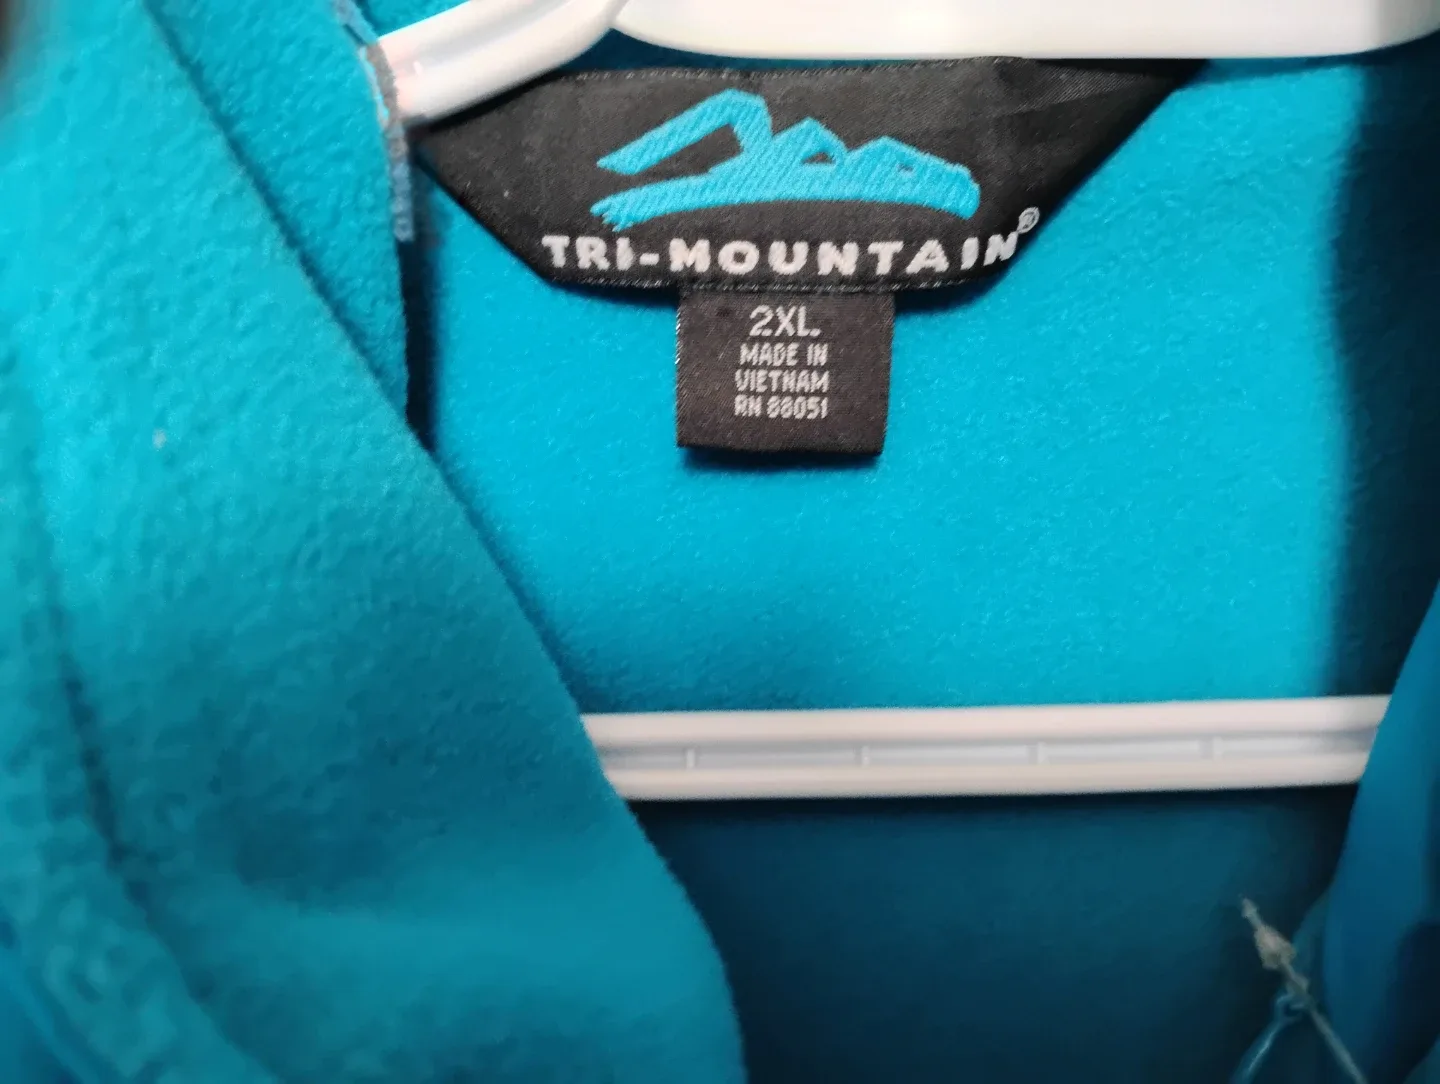 TRI-MOUNTAIN®
2XL
MADE IN
VIETNAM
RN 88051